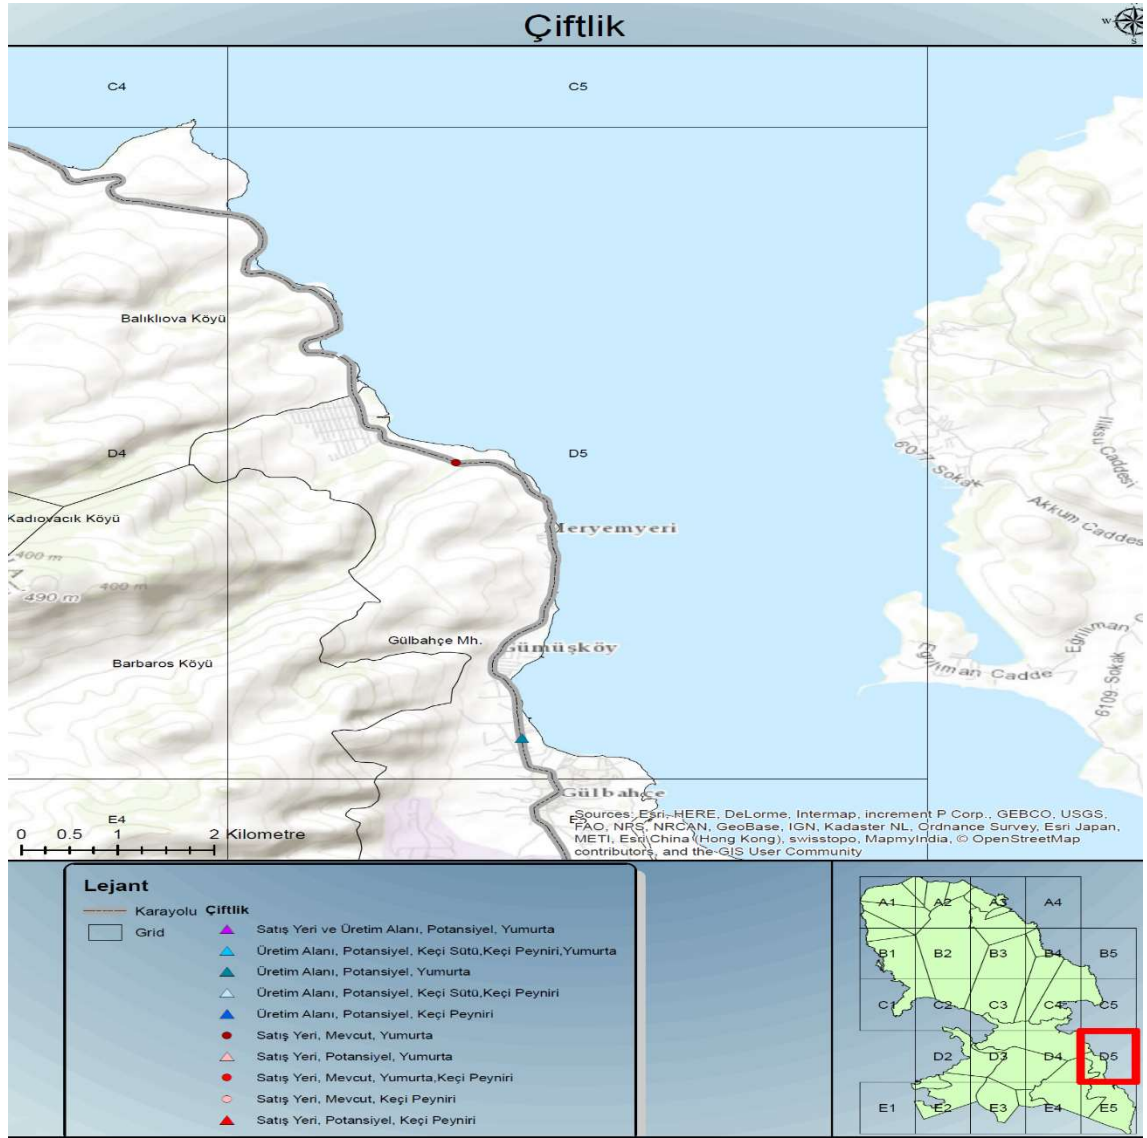 Çiftlik
W
S
C4
C5
Balıklıova Köyü
D4
D5
6077 Sokak
Ilıksu Caddesi
Akkum Caddesi
Kadıovacık Köyü
400 m
400 m
490 m
Meryemyeri
Gülbahçe Mh.
Gümüşköy
Barbaros Köyü
Eğriliman Cadde
Eğriliman C
6109 Sokak
Gülbahçe
E4
0 0.5 1 2 Kilometre
Sources: Esri, HERE, DeLorme, Intermap, increment P Corp., GEBCO, USGS,
FAO, NPS, NRCAN, GeoBase, IGN, Kadaster NL, Ordnance Survey, Esri Japan,
METI, Esri China (Hong Kong), swisstopo, MapmyIndia, © OpenStreetMap
contributors, and the GIS User Community
Lejant
Karayolu
Grid
Çiftlik
Satış Yeri ve Üretim Alanı, Potansiyel, Yumurta
Üretim Alanı, Potansiyel, Keçi Sütü,Keçi Peyniri,Yumurta
Üretim Alanı, Potansiyel, Yumurta
Üretim Alanı, Potansiyel, Keçi Sütü,Keçi Peyniri
Üretim Alanı, Potansiyel, Keçi Peyniri
Satış Yeri, Mevcut, Yumurta
Satış Yeri, Potansiyel, Yumurta
Satış Yeri, Mevcut, Yumurta,Keçi Peyniri
Satış Yeri, Mevcut, Keçi Peyniri
Satış Yeri, Potansiyel, Keçi Peyniri
A1 A2 A3 A4
B1 B2 B3 B4 B5
C1 C2 C3 C4 C5
D2 D3 D4 D5
E1 E2 E3 E4 E5